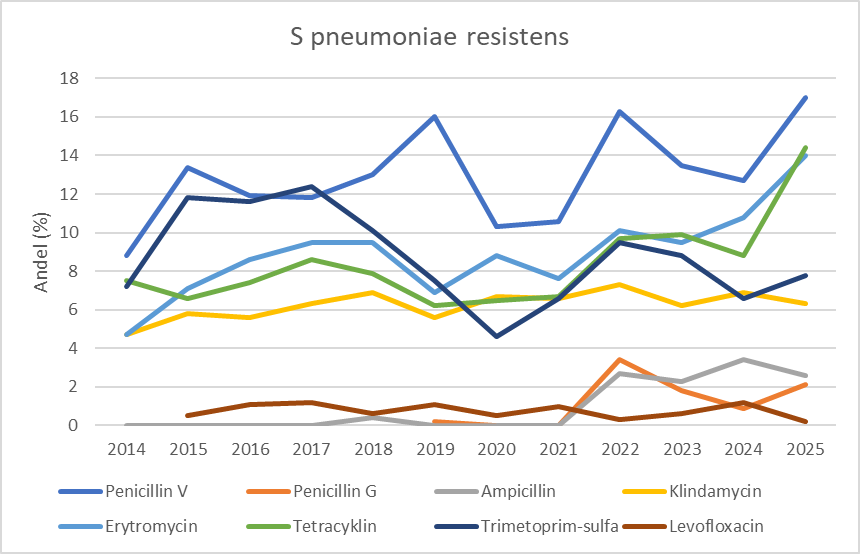 S pneumoniae resistens
18
16
14
12
10
8
6
4
2
0
Andel (%)
2014 2015 2016 2017 2018 2019 2020 2021 2022 2023 2024 2025
Penicillin V Penicillin G Ampicillin Klindamycin
Erytromycin Tetracyklin Trimetoprim-sulfa Levofloxacin